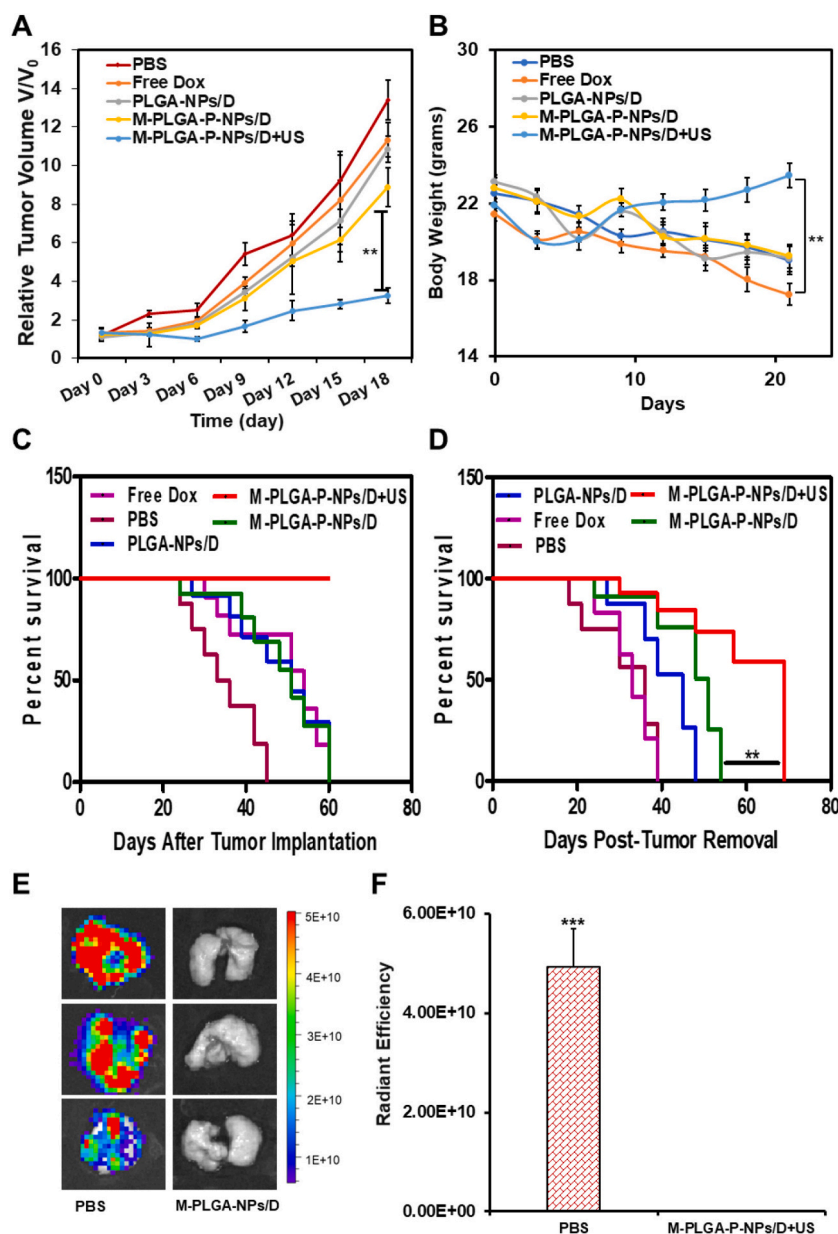 A
Relative Tumor Volume V/V0
16
14
12
10
8
6
4
2
0
PBS
Free Dox
PLGA-NPs/D
M-PLGA-P-NPs/D
M-PLGA-P-NPs/D+US
**
Day 0
Day 3
Day 6
Day 9
Day 12
Day 15
Day 18
Time (day)
B
Body Weight (grams)
30
26
22
18
14
PBS
Free Dox
PLGA-NPs/D
M-PLGA-P-NPs/D
M-PLGA-P-NPs/D+US
**
0
10
20
Days
C
Percent survival
150
100
50
0
Free Dox
PBS
PLGA-NPs/D
M-PLGA-P-NPs/D+US
M-PLGA-P-NPs/D
0
20
40
60
80
Days After Tumor Implantation
D
Percent survival
150
100
50
0
PLGA-NPs/D
Free Dox
PBS
M-PLGA-P-NPs/D+US
M-PLGA-P-NPs/D
**
0
20
40
60
80
Days Post-Tumor Removal
E
5E+10
4E+10
3E+10
2E+10
1E+10
PBS
M-PLGA-NPs/D
F
Radiant Efficiency
6.00E+10
4.00E+10
2.00E+10
0.00E+00
***
PBS
M-PLGA-P-NPs/D+US